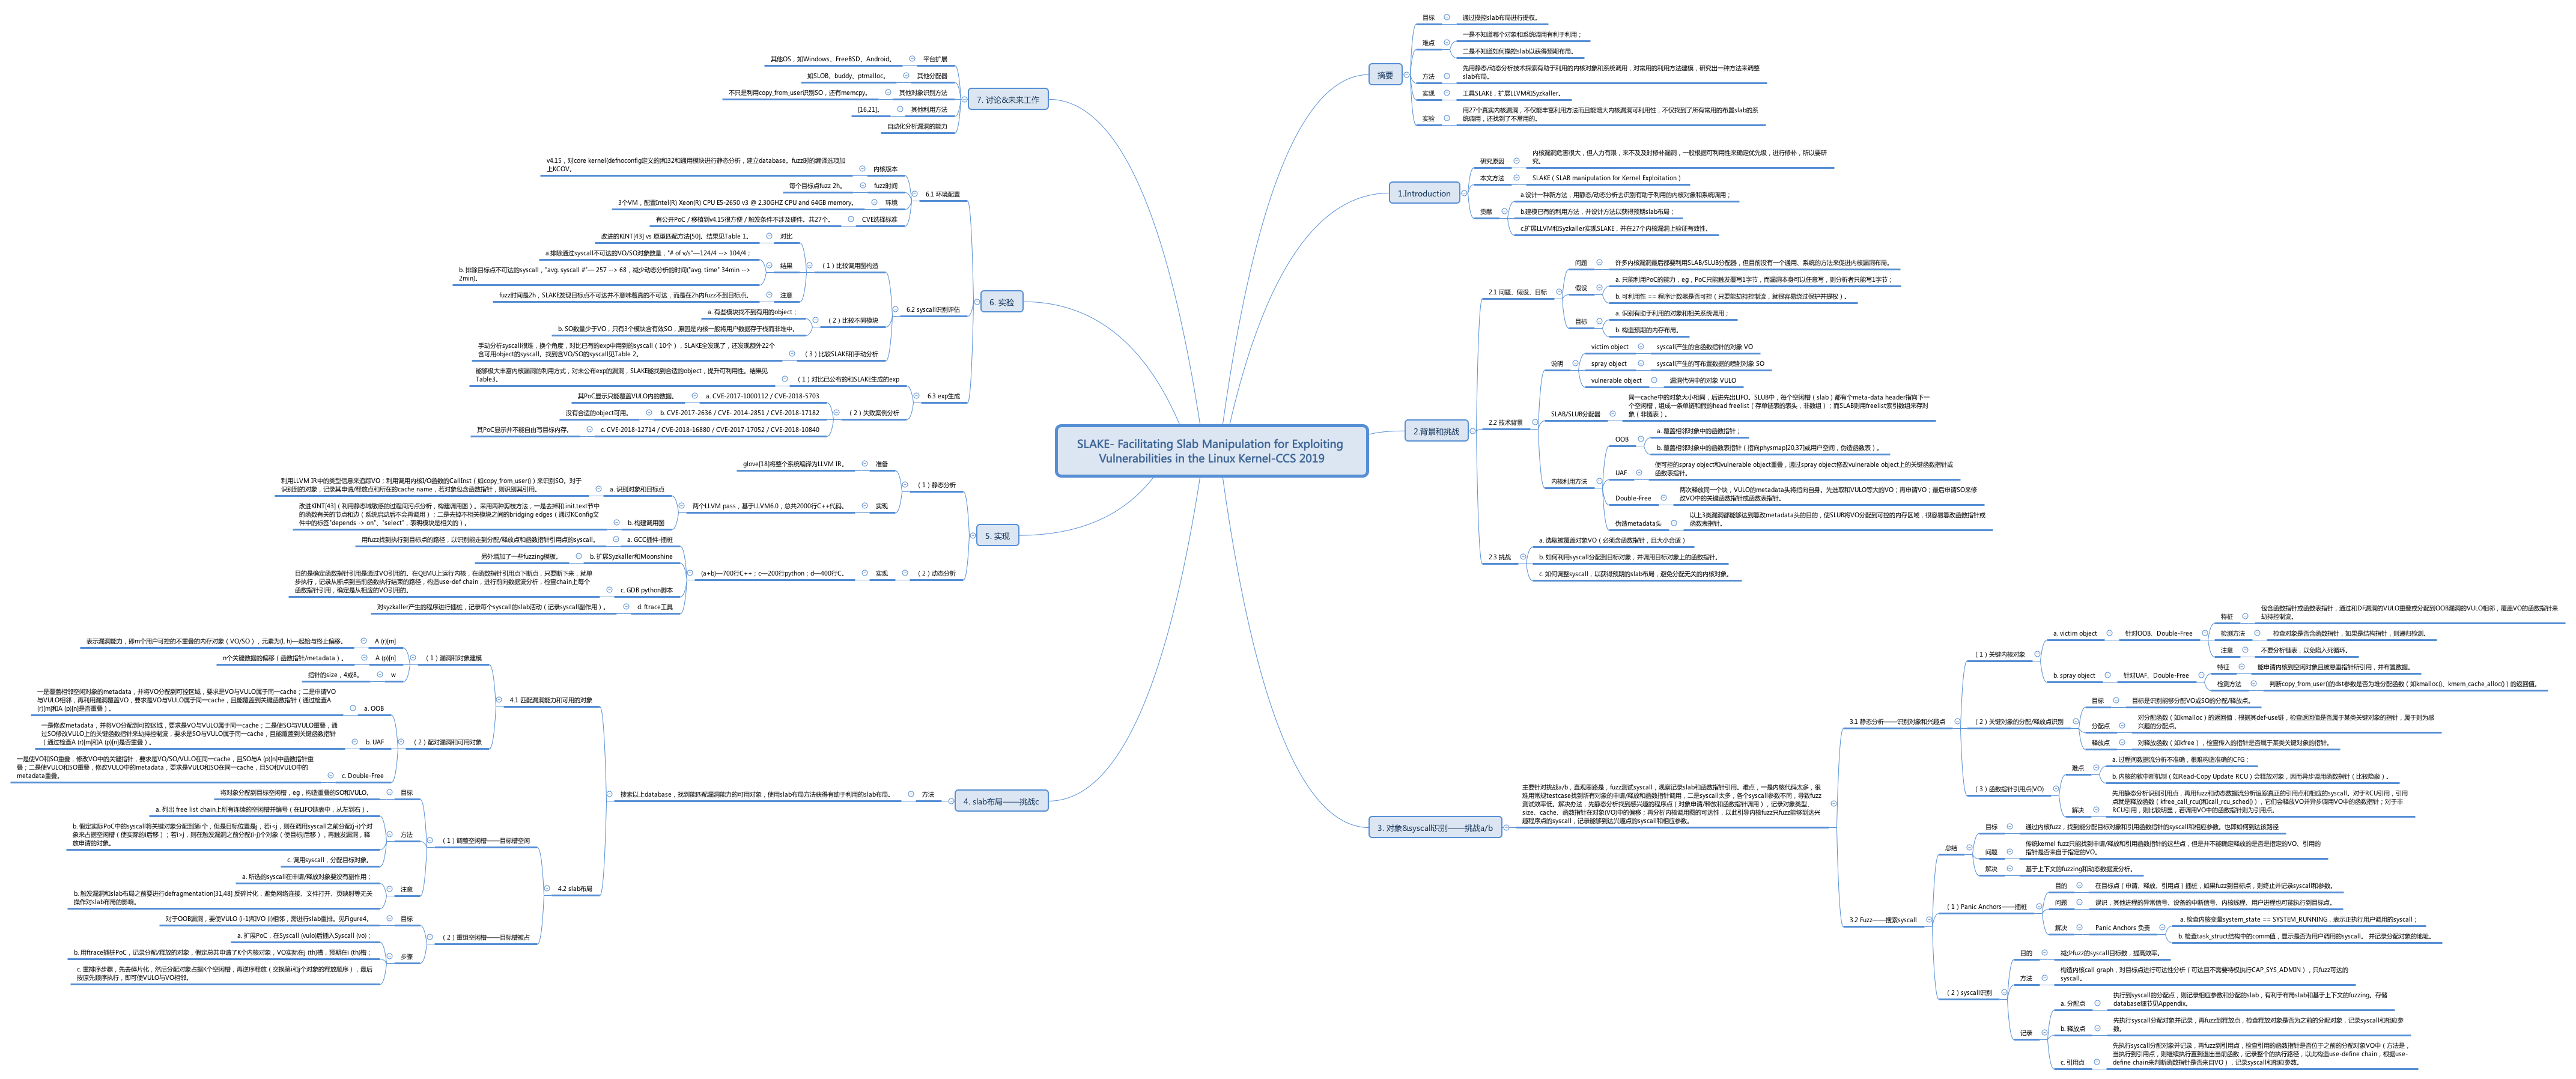 SLAKE- Facilitating Slab Manipulation for Exploiting
Vulnerabilities in the Linux Kernel-CCS 2019
摘要
目标
通过操控slab布局进行提权。
难点
一是不知道哪个对象和系统调用有利于利用；
二是不知道如何操控slab以获得预期布局。
方法
先用静态/动态分析技术探索有助于利用的内核对象和系统调用，对常用的利用方法建模，研究出一种方法来调整
slab布局。
实现
工具SLAKE，扩展LLVM和Syzkaller。
实验
用27个真实内核漏洞，不仅能丰富利用方法而且能增大内核漏洞可利用性，不仅找到了所有常用的布置slab的系
统调用，还找到了不常用的。
1.Introduction
研究原因
内核漏洞危害很大，但人力有限，来不及及时修补漏洞，一般根据可利用性来确定优先级，进行修补，所以要研
究。
本文方法
SLAKE（SLAB manipulation for Kernel Exploitation）
贡献
a.设计一种新方法，用静态/动态分析去识别有助于利用的内核对象和系统调用；
b.建模已有的利用方法，并设计方法以获得预期slab布局；
c.扩展LLVM和Syzkaller实现SLAKE，并在27个内核漏洞上验证有效性。
2.背景和挑战
2.1 问题、假设、目标
问题
许多内核漏洞最后都要利用SLAB/SLUB分配器，但目前没有一个通用、系统的方法来促进内核漏洞利用。
假设
a. 只能利用PoC的能力，eg，PoC只能触发覆写1字节，而漏洞本身可以任意写，则分析者只能写1字节；
b. 可利用性 == 程序计数器是否可控（只要能劫持控制流，就很容易绕过保护并提权）。
目标
a. 识别有助于利用的对象和相关系统调用；
b. 构造预期的内存布局。
2.2 技术背景
说明
victim object
syscall产生的含函数指针的对象 VO
spray object
syscall产生的可布置数据的喷射对象 SO
vulnerable object
漏洞代码中的对象 VULO
SLAB/SLUB分配器
同一cache中的对象大小相同，后进先出LIFO。SLUB中，每个空闲槽（slab）都有个meta-data header指向下一
个空闲槽，组成一条单链和假的head freelist（存单链表的表头，非数组）；而SLAB则用freelist索引数组来存对
象（非链表）。
内核利用方法
OOB
a. 覆盖相邻对象中的函数指针；
b. 覆盖相邻对象中的函数表指针（指向physmap[20,37]或用户空间，伪造函数表）。
UAF
使可控的spray object和vulnerable object重叠，通过spray object修改vulnerable object上的关键函数指针或
函数表指针。
Double-Free
两次释放同一个块，VULO的metadata头将指向自身。先选取和VULO等大的VO；再申请VO；最后申请SO来修
改VO中的关键函数指针或函数表指针。
伪造metadata头
以上3类漏洞都能够达到篡改metadata头的目的，使SLUB将VO分配到可控的内存区域，很容易篡改函数指针或
函数表指针。
2.3 挑战
a. 选取被覆盖对象VO（必须含函数指针，且大小合适）
b. 如何利用syscall分配到目标对象，并调用目标对象上的函数指针。
c. 如何调整syscall，以获得预期的slab布局，避免分配无关的内核对象。
3. 对象&syscall识别——挑战a/b
主要针对挑战a/b，直观思路是，fuzz测试syscall，观察记录slab和函数指针引用。难点，一是内核代码太多，很
难用常规testcase找到所有对象的申请/释放和函数指针调用，二是syscall太多，各个syscall参数不同，导致fuzz
测试效率低。解决办法，先静态分析找到感兴趣的程序点（对象申请/释放和函数指针调用），记录对象类型、
size、cache、函数指针在对象(VO)中的偏移；再分析内核调用图的可达性，以此引导内核fuzz只fuzz能够到达兴
趣程序点的syscall，记录能够到达兴趣点的syscall和相应参数。
3.1 静态分析——识别对象和兴趣点
（1）关键内核对象
a. victim object
针对OOB、Double-Free
特征
包含函数指针或函数表指针，通过和DF漏洞的VULO重叠或分配到OOB漏洞的VULO相邻，覆盖VO的函数指针来
劫持控制流。
检测方法
检查对象是否含函数指针，如果是结构指针，则递归检测。
注意
不要分析链表，以免陷入死循环。
b. spray object
针对UAF、Double-Free
特征
能申请内核到空闲对象且被悬垂指针所引用，并布置数据。
检测方法
判断copy_from_user()的dst参数是否为堆分配函数（如kmalloc()、kmem_cache_alloc()）的返回值。
（2）关键对象的分配/释放点识别
目标
目标是识别能够分配VO或SO的分配/释放点。
分配点
对分配函数（如kmalloc）的返回值，根据其def-use链，检查返回值是否属于某类关键对象的指针，属于则为感
兴趣的分配点。
释放点
对释放函数（如kfree），检查传入的指针是否属于某类关键对象的指针。
（3）函数指针引用点(VO)
难点
a. 过程间数据流分析不准确，很难构造准确的CFG；
b. 内核的软中断机制（如Read-Copy Update RCU）会释放对象，因而异步调用函数指针（比较隐蔽）。
解决
先用静态分析识别引用点，再用fuzz和动态数据流分析追踪真正的引用点和相应的syscall。对于RCU引用，引用
点就是释放函数（kfree_call_rcu()和call_rcu_sched()），它们会释放VO并异步调用VO中的函数指针；对于非
RCU引用，则比较明显，若调用VO中的函数指针则为引用点。
3.2 Fuzz——搜索syscall
总结
目标
通过内核fuzz，找到能分配目标对象和引用函数指针的syscall和相应参数。也即如何到达该路径
问题
传统kernel fuzz只能找到申请/释放和引用函数指针的这些点，但是并不能确定释放的是否是指定的VO、引用的
指针是否来自于指定的VO。
解决
基于上下文的fuzzing和动态数据流分析。
（1）Panic Anchors——插桩
目的
在目标点（申请、释放、引用点）插桩，如果fuzz到目标点，则终止并记录syscall和参数。
问题
误识，其他进程的异常信号、设备的中断信号、内核线程、用户进程也可能执行到目标点。
解决
Panic Anchors 负责
a. 检查内核变量system_state == SYSTEM_RUNNING，表示正执行用户调用的syscall；
b. 检查task_struct结构中的comm值，显示是否为用户调用的syscall。 并记录分配对象的地址。
（2）syscall识别
目的
减少fuzz的syscall目标数，提高效率。
方法
构造内核call graph，对目标点进行可达性分析（可达且不需要特权执行CAP_SYS_ADMIN），只fuzz可达的
syscall。
记录
a. 分配点
执行到syscall的分配点，则记录相应参数和分配的slab，有利于布局slab和基于上下文的fuzzing。存储
database细节见Appendix。
b. 释放点
先执行syscall分配对象并记录，再fuzz到释放点，检查释放对象是否为之前的分配对象，记录syscall和相应参
数。
c. 引用点
先执行syscall分配对象并记录，再fuzz到引用点，检查引用的函数指针是否位于之前的分配对象VO中（方法是，
当执行到引用点，则继续执行直到退出当前函数，记录整个的执行路径，以此构造use-define chain，根据use-
define chain来判断函数指针是否来自VO），记录syscall和相应参数。
7. 讨论&未来工作
平台扩展
其他OS，如Windows、FreeBSD、Android。
其他分配器
如SLOB、buddy、ptmalloc。
其他对象识别方法
不只是利用copy_from_user识别SO，还有memcpy。
其他利用方法
[16,21]。
自动化分析漏洞的能力
6. 实验
6.1 环境配置
内核版本
v4.15，对core kernel(defnoconfig定义的)和32和通用模块进行静态分析，建立database。fuzz时的编译选项加
上KCOV。
fuzz时间
每个目标点fuzz 2h。
环境
3个VM，配置Intel(R) Xeon(R) CPU E5-2650 v3 @ 2.30GHZ CPU and 64GB memory。
CVE选择标准
有公开PoC / 移植到v4.15很方便 / 触发条件不涉及硬件。共27个。
6.2 syscall识别评估
（1）比较调用图构造
对比
改进的KINT[43] vs 原型匹配方法[50]。结果见Table 1。
结果
a.排除通过syscall不可达的VO/SO对象数量，"# of v/s"—124/4 --> 104/4；
b. 排除目标点不可达的syscall，"avg. syscall #"— 257 --> 68，减少动态分析的时间("avg. time" 34min -->
2min)。
注意
fuzz时间是2h，SLAKE发现目标点不可达并不意味着真的不可达，而是在2h内fuzz不到目标点。
（2）比较不同模块
a. 有些模块找不到有用的object；
b. SO数量少于VO，只有3个模块含有效SO，原因是内核一般将用户数据存于栈而非堆中。
（3）比较SLAKE和手动分析
手动分析syscall很难，换个角度，对比已有的exp中用到的syscall（10个），SLAKE全发现了，还发现额外22个
含可用object的syscall。找到含VO/SO的syscall见Table 2。
6.3 exp生成
（1）对比已公布的和SLAKE生成的exp
能够极大丰富内核漏洞的利用方式，对未公布exp的漏洞，SLAKE能找到合适的object，提升可利用性。结果见
Table3。
（2）失败案例分析
a. CVE-2017-1000112 / CVE-2018-5703
其PoC显示只能覆盖VULO内的数据。
b. CVE-2017-2636 / CVE- 2014-2851 / CVE-2018-17182
没有合适的object可用。
c. CVE-2018-12714 / CVE-2018-16880 / CVE-2017-17052 / CVE-2018-10840
其PoC显示并不能自由写目标内存。
5. 实现
（1）静态分析
准备
glove[18]将整个系统编译为LLVM IR。
实现
两个LLVM pass，基于LLVM6.0，总共2000行C++代码。
a. 识别对象和目标点
利用LLVM IR中的类型信息来追踪VO；利用调用内核I/O函数的CallInst（如copy_from_user()）来识别SO。对于
识别到的对象，记录其申请/释放点和所在的cache name，若对象包含函数指针，则识别其引用。
b. 构建调用图
改进KINT[43]（利用静态域敏感的过程间污点分析，构建调用图）。采用两种剪枝方法，一是去掉和.init.text节中
的函数有关的节点和边（系统启动后不会再调用）；二是去掉不相关模块之间的bridging edges（通过KConfig文
件中的标签"depends -> on"、"select"，表明模块是相关的）。
（2）动态分析
实现
(a+b)—700行C++；c—200行python；d—400行C。
a. GCC插件-插桩
用fuzz找到执行到目标点的路径，以识别能走到分配/释放点和函数指针引用点的syscall。
b. 扩展Syzkaller和Moonshine
另外增加了一些fuzzing模板。
c. GDB python脚本
目的是确定函数指针引用是通过VO引用的。在QEMU上运行内核，在函数指针引用点下断点，只要断下来，就单
步执行，记录从断点到当前函数执行结束的路径，构造use-def chain，进行前向数据流分析，检查chain上每个
函数指针引用，确定是从相应的VO引用的。
d. ftrace工具
对syzkaller产生的程序进行插桩，记录每个syscall的slab活动（记录syscall副作用）。
4. slab布局——挑战c
方法
搜索以上database，找到能匹配漏洞能力的可用对象，使用slab布局方法获得有助于利用的slab布局。
4.1 匹配漏洞能力和可用的对象
（1）漏洞和对象建模
A (r)[m]
表示漏洞能力，即m个用户可控的不重叠的内存对象（VO/SO），元素为(l, h)—起始与终止偏移。
A (p)[n]
n个关键数据的偏移（函数指针/metadata）。
w
指针的size，4或8。
（2）配对漏洞和可用对象
a. OOB
一是覆盖相邻空闲对象的metadata，并将VO分配到可控区域，要求是VO与VULO属于同一cache；二是申请VO
与VULO相邻，再利用漏洞覆盖VO，要求是VO与VULO属于同一cache，且能覆盖到关键函数指针（通过检查A
(r)[m]和A (p)[n]是否重叠）。
b. UAF
一是修改metadata，并将VO分配到可控区域，要求是VO与VULO属于同一cache；二是使SO与VULO重叠，通
过SO修改VULO上的关键函数指针来劫持控制流，要求是SO与VULO属于同一cache，且能覆盖到关键函数指针
（通过检查A (r)[m]和A (p)[n]是否重叠）。
c. Double-Free
一是使VO和SO重叠，修改VO中的关键指针，要求VO/SO/VULO在同一cache，且SO与A (p)[n]中函数指针重
叠；二是使VULO和SO重叠，修改VULO中的metadata，要求是VULO和SO在同一cache，且SO和VULO中的
metadata重叠。
4.2 slab布局
（1）调整空闲槽——目标槽空闲
目标
将对象分配到目标空闲槽，eg，构造重叠的SO和VULO。
方法
a. 列出 free list chain上所有连续的空闲槽并编号（在LIFO链表中，从左到右）。
b. 假定实际PoC中的syscall将关键对象分配到第i个，但是目标位置是j，若i<j，则在调用syscall之前分配(j-i)个对
象来占据空闲槽（使实际的i后移）；若i>j，则在触发漏洞之前分配(i-j)个对象（使目标j后移），再触发漏洞，释
放申请的对象。
c. 调用syscall，分配目标对象。
注意
a. 所选的syscall在申请/释放对象要没有副作用；
b. 触发漏洞和slab布局之前要进行defragmentation[31,48] 反碎片化，避免网络连接、文件打开、页映射等无关
操作对slab布局的影响。
（2）重组空闲槽——目标槽被占
目标
对于OOB漏洞，要使VULO (i-1)和VO (i)相邻，需进行slab重排。见Figure4。
步骤
a. 扩展PoC，在Syscall (vulo)后插入Syscall (vo)；
b. 用ftrace插桩PoC，记录分配/释放的对象，假定总共申请了K个内核对象，VO实际在j (th)槽，预期在i (th)槽；
c. 重排序步骤，先去碎片化，然后分配对象占据K个空闲槽，再逆序释放（交换第i和j个对象的释放顺序），最后
按原先顺序执行，即可使VULO与VO相邻。